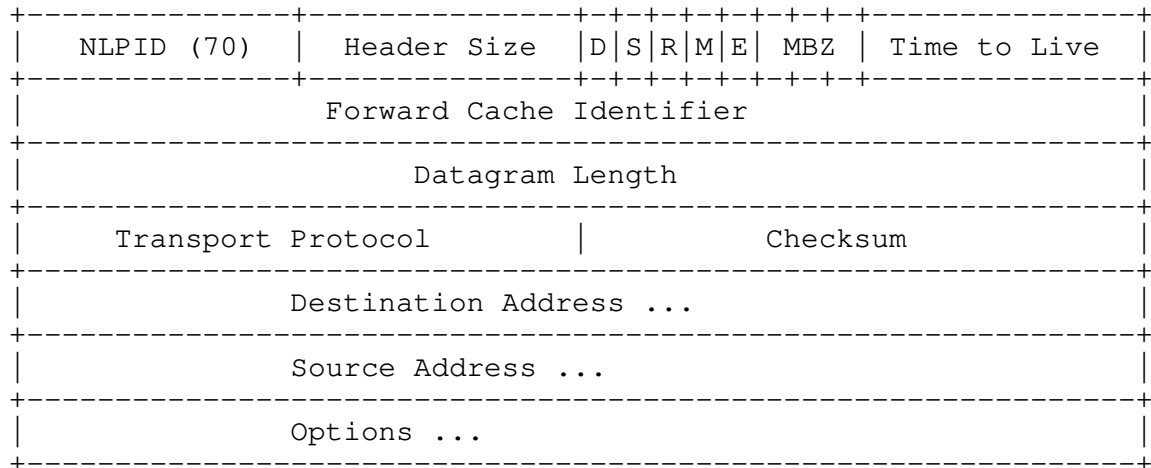 NLPID (70) | Header Size |D|S|R|M|E| MBZ | Time to Live
Forward Cache Identifier
Datagram Length
Transport Protocol | Checksum
Destination Address ...
Source Address ...
Options ...